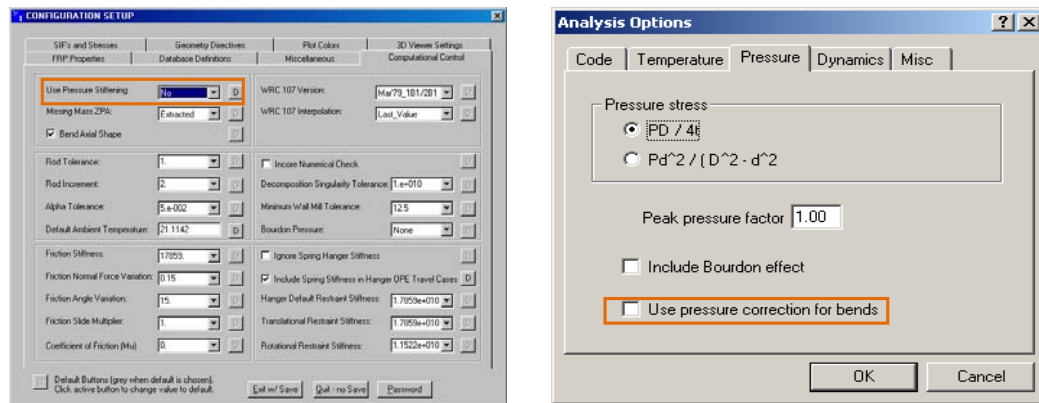 CONFIGURATION SETUP
SIF's and Stresses
Geometry Directives
Plot Colors
3D Viewer Settings
FRP Properties
Database Definitions
Miscellaneous
Computational Control
Use Pressure Stiffening:
No
D
Missing Mass ZPA:
Extracted
Bend Axial Shape
WRC 107 Version:
Mar'79_1B1/2B1
WRC 107 Interpolation:
Last_Value
Rod Tolerance:
1.
Rod Increment:
2.
Alpha Tolerance:
5.e-002
Default Ambient Temperature:
21.1142
D
Incore Numerical Check
Decomposition Singularity Tolerance:
1.e+010
Minimum Wall Mill Tolerance:
12.5
Bourdon Pressure:
None
Friction Stiffness:
17859.
Friction Normal Force Variation:
0.15
Friction Angle Variation:
15.
Friction Slide Multiplier:
1.
Coefficient of Friction (Mu)
0.
Ignore Spring Hanger Stiffness
Include Spring Stiffness in Hanger OPE Travel Cases
D
Hanger Default Restraint Stiffness:
1.7859e+010
Translational Restraint Stiffness:
1.7859e+010
Rotational Restraint Stiffness:
1.1522e+010
Default Buttons (grey when default is chosen).
Click active button to change value to default.
Exit w/ Save
Quit - no Save
Password
Analysis Options
Code
Temperature
Pressure
Dynamics
Misc
Pressure stress
PD / 4t
Pd^2 / ( D^2 - d^2
Peak pressure factor
1.00
Include Bourdon effect
Use pressure correction for bends
OK
Cancel